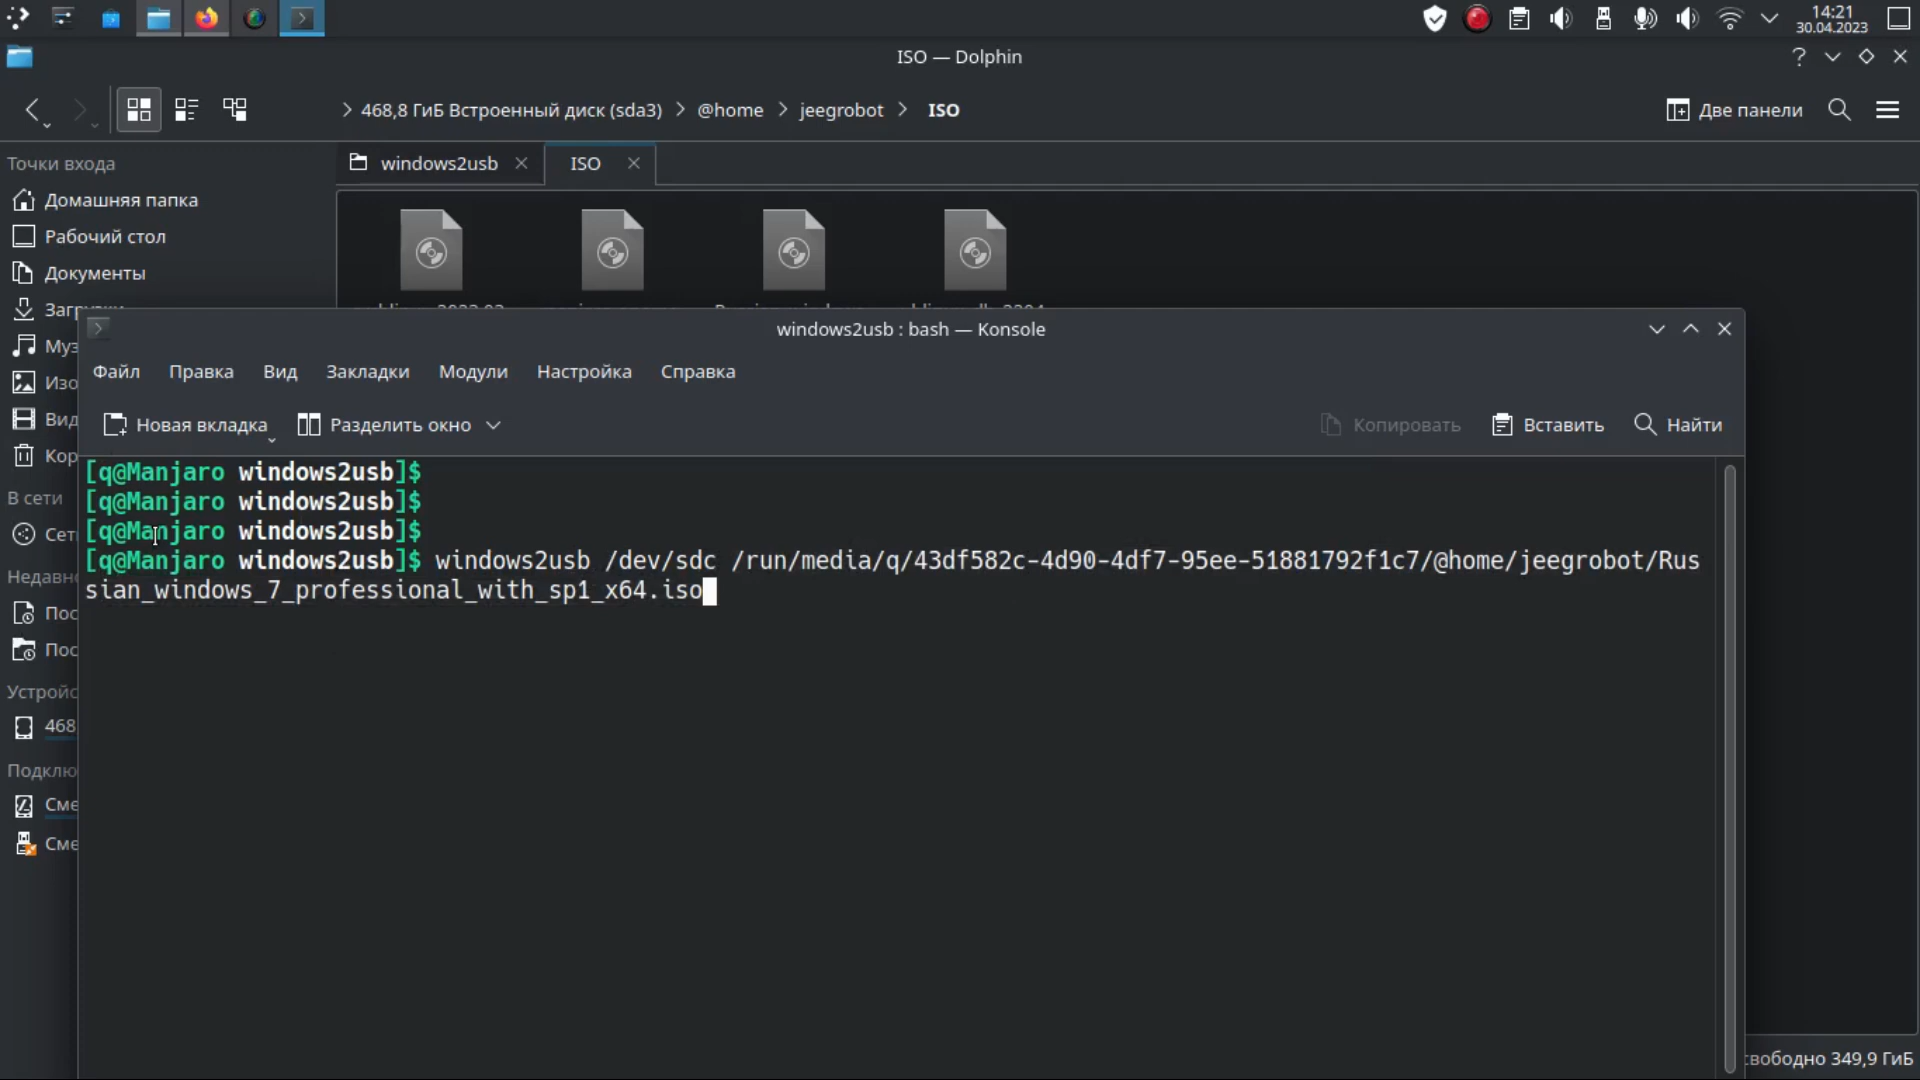 14:21
30.04.2023
ISO — Dolphin
468,8 ГиБ Встроенный диск (sda3) @home jeegrobot ISO
Две панели
Точки входа
windows2usb ISO
Домашняя папка
Рабочий стол
Документы
windows2usb : bash — Konsole
Файл Правка Вид Закладки Модули Настройка Справка
Новая вкладка Разделить окно Копировать Вставить Найти
[q@Manjaro windows2usb]$
[q@Manjaro windows2usb]$
[q@Manjaro windows2usb]$
[q@Manjaro windows2usb]$ windows2usb /dev/sdc /run/media/q/43df582c-4d90-4df7-95ee-51881792f1c7/@home/jeegrobot/Rus
sian_windows_7_professional_with_sp1_x64.iso
В сети
468
свободно 349,9 ГиБ